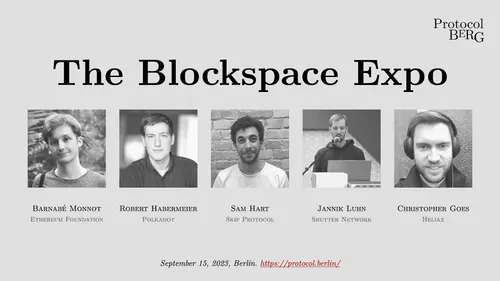 Protocol
BERG
The Blockspace Expo
Barnabé Monnot
Ethereum Foundation
Robert Habermeier
Polkadot
Sam Hart
Skip Protocol
Jannik Luhn
Shutter Network
Christopher Goes
Heliax
September 15, 2023, Berlin. https://protocol.berlin/